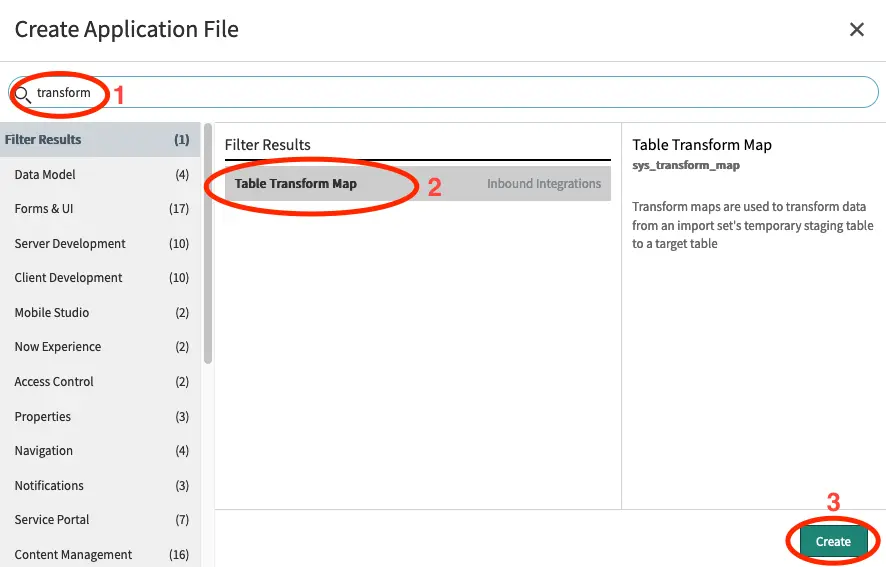 Create Application File
transform
1
Filter Results (1)
Data Model (4)
Forms & UI (17)
Server Development (10)
Client Development (10)
Mobile Studio (2)
Now Experience (2)
Access Control (2)
Properties (3)
Navigation (4)
Notifications (3)
Service Portal (7)
Content Management (16)
Filter Results
Table Transform Map 2 Inbound Integrations
Table Transform Map
sys_transform_map
Transform maps are used to transform data
from an import set's temporary staging table
to a target table
3
Create